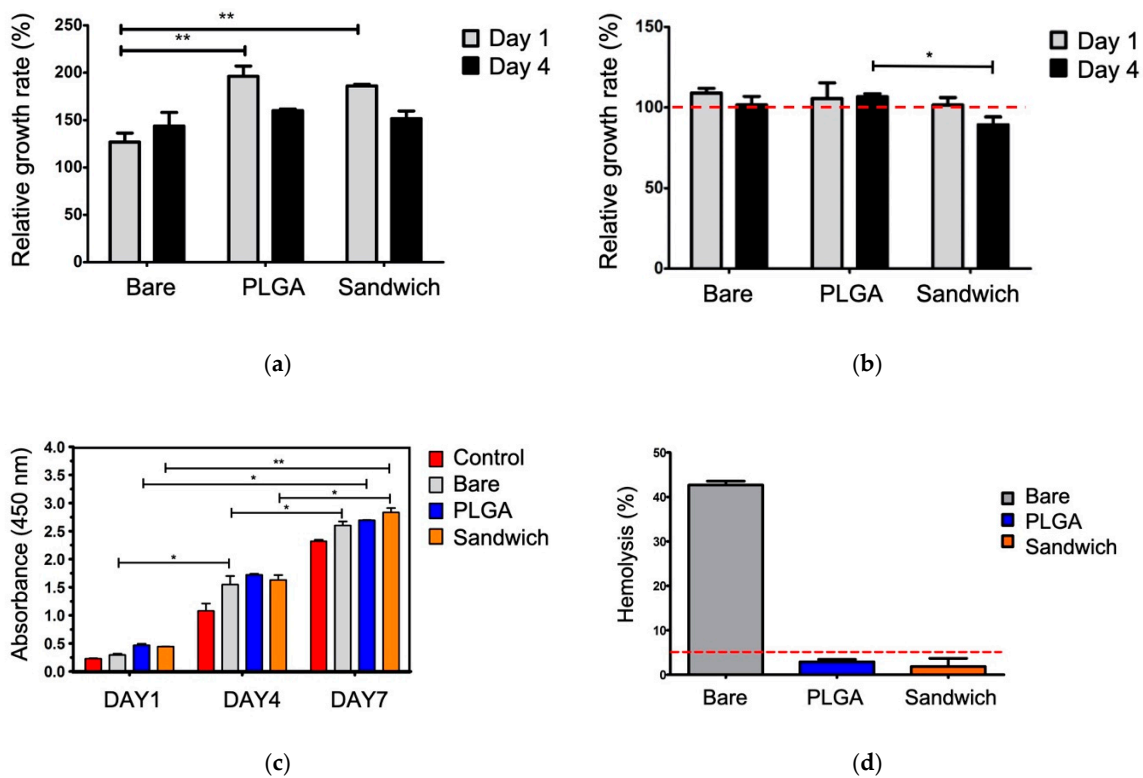 Relative growth rate (%)
250
200
150
100
50
0
**
**
Day 1
Day 4
Bare PLGA Sandwich
(a)
Relative growth rate (%)
150
100
50
0
*
Day 1
Day 4
Bare PLGA Sandwich
(b)
Absorbance (450 nm)
4.0
3.5
3.0
2.5
2.0
1.5
1.0
0.5
0.0
**
*
*
*
*
Control
Bare
PLGA
Sandwich
DAY1 DAY4 DAY7
(c)
Hemolysis (%)
50
40
30
20
10
0
Bare
PLGA
Sandwich
Bare PLGA Sandwich
(d)